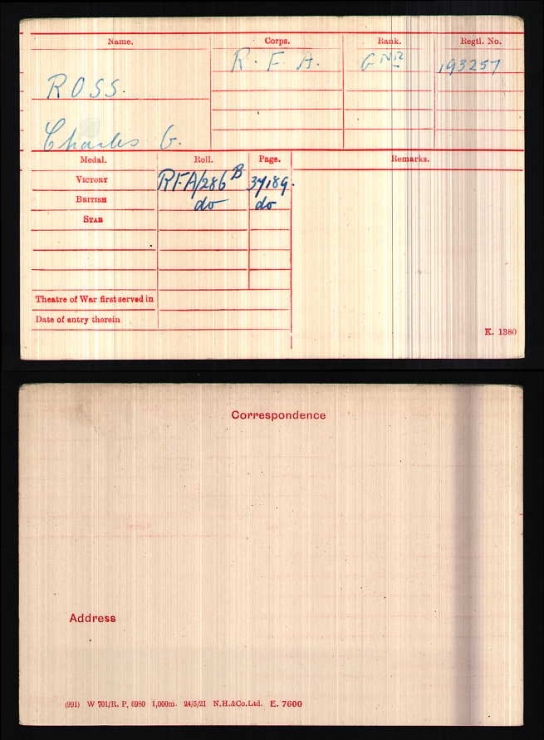 Name. Corps. Rank. Regtl. No.
R. F. A. GNR 193257
ROSS.
Charles G.
Medal. Roll. Page. Remarks.
VICTORY RFA/286 B 37189.
BRITISH do do
STAR
Theatre of War first served in
Date of entry therein
K. 1380
Correspondence
Address
(991) W 701/R. P. 6980 1,000m. 24/5/21 N.H.&Co.Ltd. E. 7600